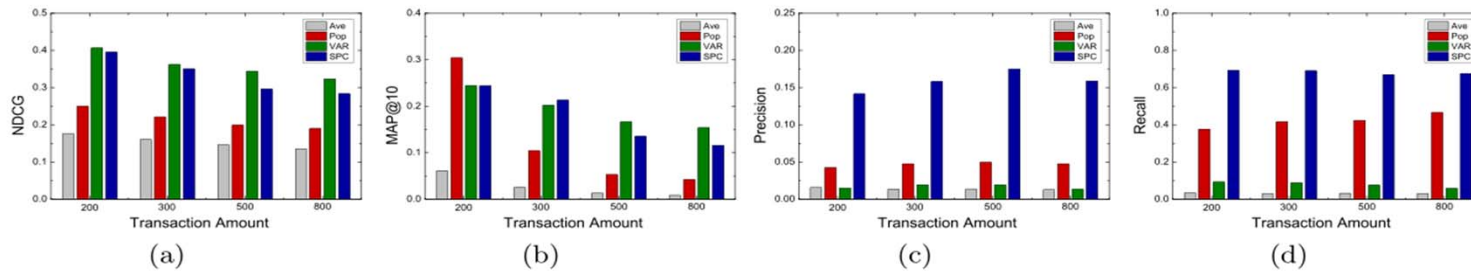 0.5
0.4
0.3
0.2
0.1
0.0
NDCG
Ave
Pop
VAR
SPC
200 300 500 800
Transaction Amount
(a)
0.4
0.3
0.2
0.1
0.0
MAP@10
Ave
Pop
VAR
SPC
200 300 500 800
Transaction Amount
(b)
0.25
0.20
0.15
0.10
0.05
0.00
Precision
Ave
Pop
VAR
SPC
200 300 500 800
Transaction Amount
(c)
1.0
0.8
0.6
0.4
0.2
0.0
Recall
Ave
Pop
VAR
SPC
200 300 500 800
Transaction Amount
(d)